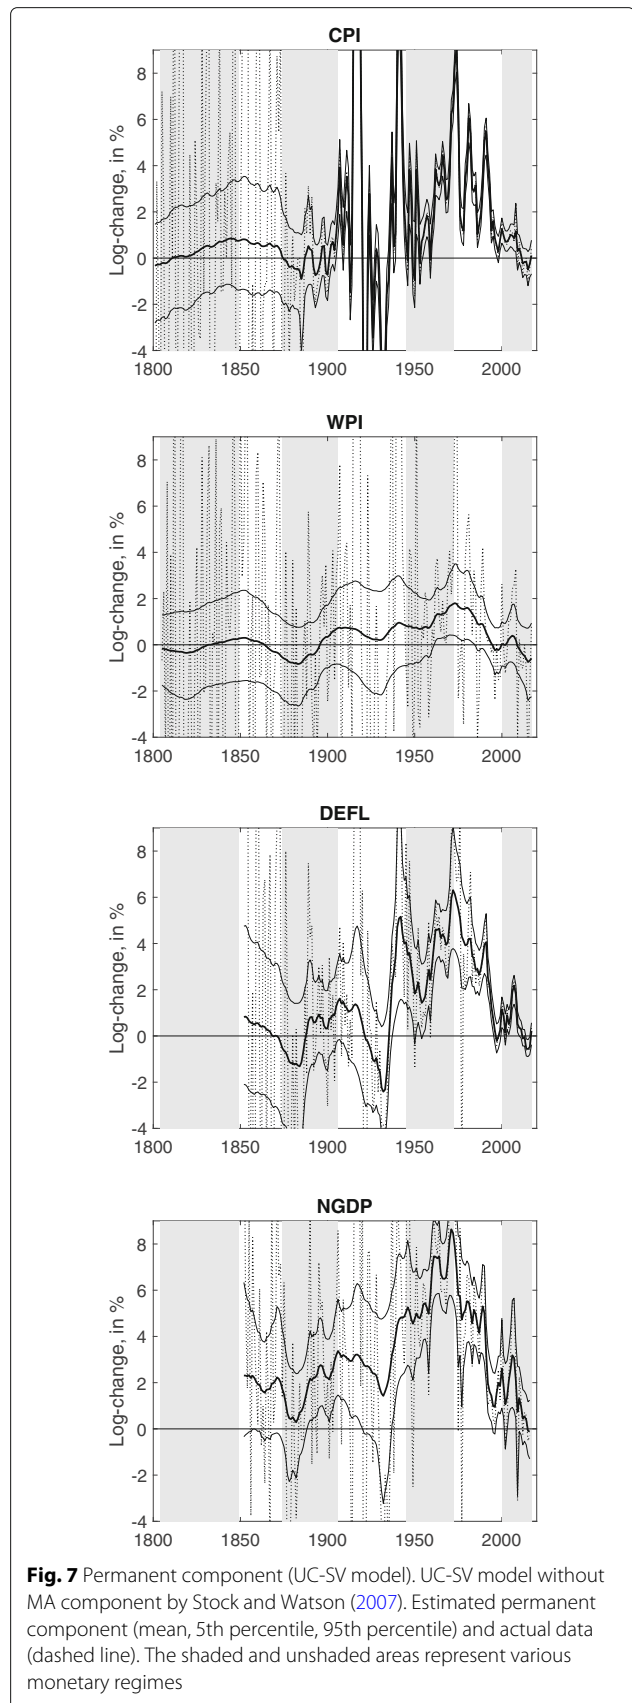 CPI
Log-change, in %
8
6
4
2
0
-2
-4
1800 1850 1900 1950 2000
WPI
Log-change, in %
8
6
4
2
0
-2
-4
1800 1850 1900 1950 2000
DEFL
Log-change, in %
8
6
4
2
0
-2
-4
1800 1850 1900 1950 2000
NGDP
Log-change, in %
8
6
4
2
0
-2
-4
1800 1850 1900 1950 2000
Fig. 7 Permanent component (UC-SV model). UC-SV model without
MA component by Stock and Watson (2007). Estimated permanent
component (mean, 5th percentile, 95th percentile) and actual data
(dashed line). The shaded and unshaded areas represent various
monetary regimes